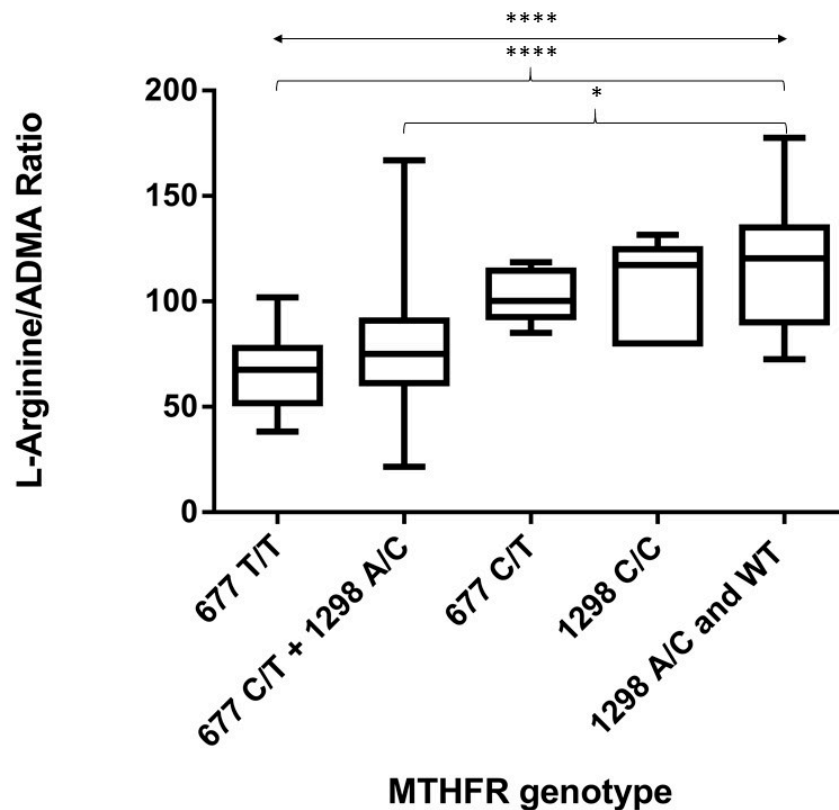 ****
****
*
200
150
100
50
0
L-Arginine/ADMA Ratio
677 T/T
677 C/T + 1298 A/C
677 C/T
1298 C/C
1298 A/C and WT
MTHFR genotype